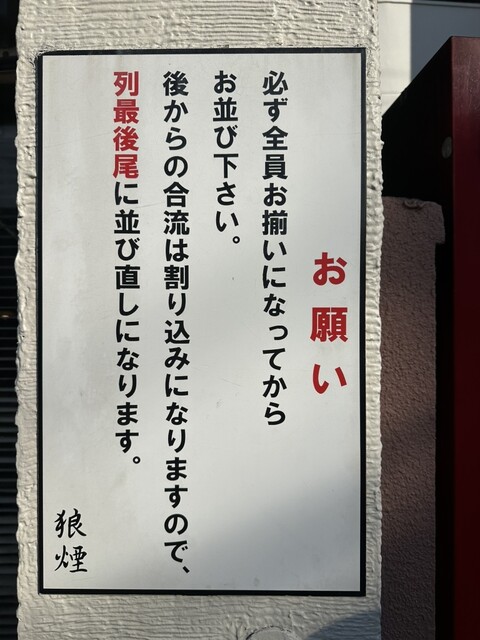 お願い
必ず全員お揃いになってから
お並び下さい。
後からの合流は割り込みになりますので、
列最後尾に並び直しになります。
狼煙